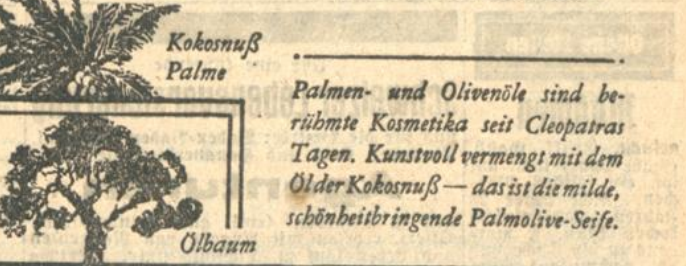 Kokosnuß
Palme
Palmen- und Olivenöle sind be-
rühmte Kosmetika seit Cleopatras
Tagen. Kunstvoll vermengt mit dem
Öl der Kokosnuß — das ist die milde,
schönheitbringende Palmolive-Seife.
Ölbaum